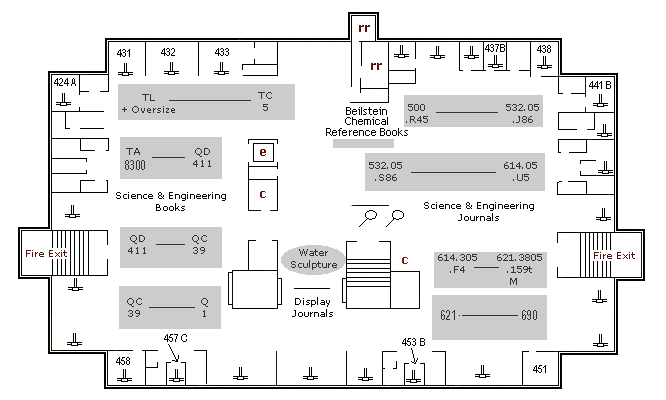 rr
431 432 433
rr
437B 438
424A
441 B
TL TC
+ Oversize 5
500 532.05
.R45 .J86
Beilstein
Chemical
Reference Books
TA QD
8300 411
e
532.05 614.05
.S86 .U5
c
Science & Engineering
Books
Science & Engineering
Journals
QD QC
411 39
Fire Exit
Water
Sculpture
c
614.305 621.3805
.F4 .159t
M
Fire Exit
QC Q
39 1
Display
Journals
621 690
457 C
453 B
458
451